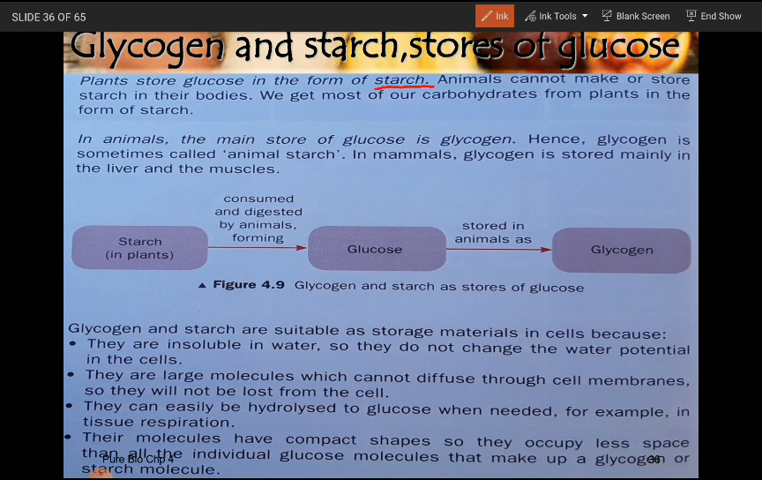 SLIDE 36 OF 65
Ink
Ink Tools
Blank Screen
End Show
Glycogen and starch,stores of glucose
Plants store glucose in the form of starch. Animals cannot make or store
starch in their bodies. We get most of our carbohydrates from plants in the
form of starch.
In animals, the main store of glucose is glycogen. Hence, glycogen is
sometimes called 'animal starch'. In mammals, glycogen is stored mainly in
the liver and the muscles.
consumed
and digested
by animals,
forming
stored in
animals as
Starch
(in plants)
Glucose
Glycogen
▲ Figure 4.9 Glycogen and starch as stores of glucose
Glycogen and starch are suitable as storage materials in cells because:
• They are insoluble in water, so they do not change the water potential
in the cells.
• They are large molecules which cannot diffuse through cell membranes,
so they will not be lost from the cell.
• They can easily be hydrolysed to glucose when needed, for example, in
tissue respiration.
• Their molecules have compact shapes so they occupy less space
than all the individual glucose molecules that make up a glycogen or
starch molecule.
Pure Bio Chp 4
36